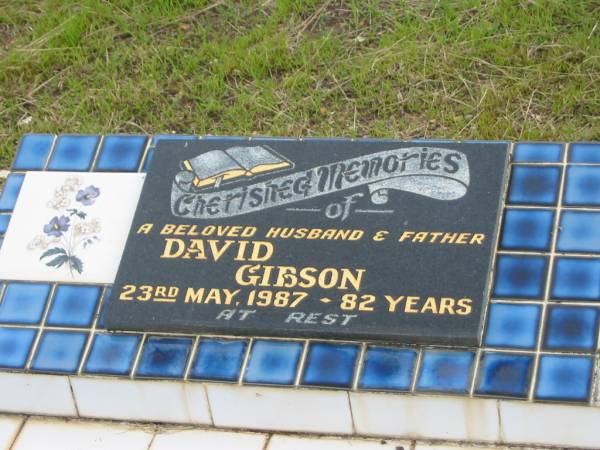 Cherished Memories
of
A BELOVED HUSBAND & FATHER
DAVID
GIBSON
23RD MAY, 1987 - 82 YEARS
AT REST